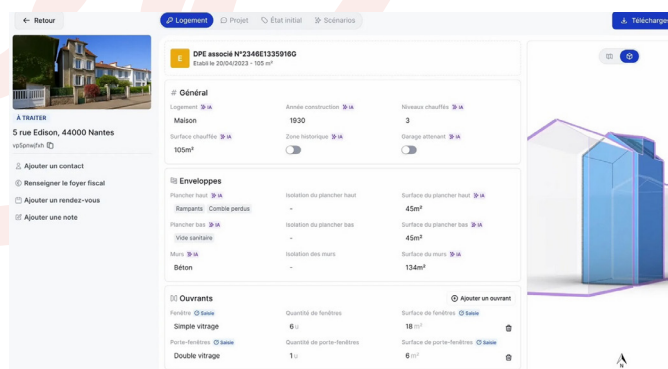 ← Retour
Logement
Projet
État initial
Scénarios
Télécharger
À TRAITER
5 rue Edison, 44000 Nantes
vp5pnwjfxh
Ajouter un contact
Renseigner le foyer fiscal
Ajouter un rendez-vous
Ajouter une note
E
DPE associé N°2346E1335916G
Etabli le 20/04/2023 - 105 m²
# Général
Logement IA
Année construction IA
Niveaux chauffés IA
Maison
1930
3
Surface chauffée IA
Zone historique IA
Garage attenant IA
105m²
Enveloppes
Plancher haut IA
Isolation du plancher haut
Surface du plancher haut IA
Rampants
Comble perdus
-
45m²
Plancher bas IA
Isolation du plancher bas
Surface du plancher bas IA
Vide sanitaire
-
45m²
Murs IA
Isolation des murs
Surface du murs IA
Béton
-
134m²
Ouvrants
Ajouter un ouvrant
Fenêtre Saisie
Quantité de fenêtres
Surface de fenêtres Saisie
Simple vitrage
6 u
18 m²
Porte-fenêtres Saisie
Quantité de porte-fenêtres
Surface de porte-fenêtres Saisie
Double vitrage
1 u
6 m²
N